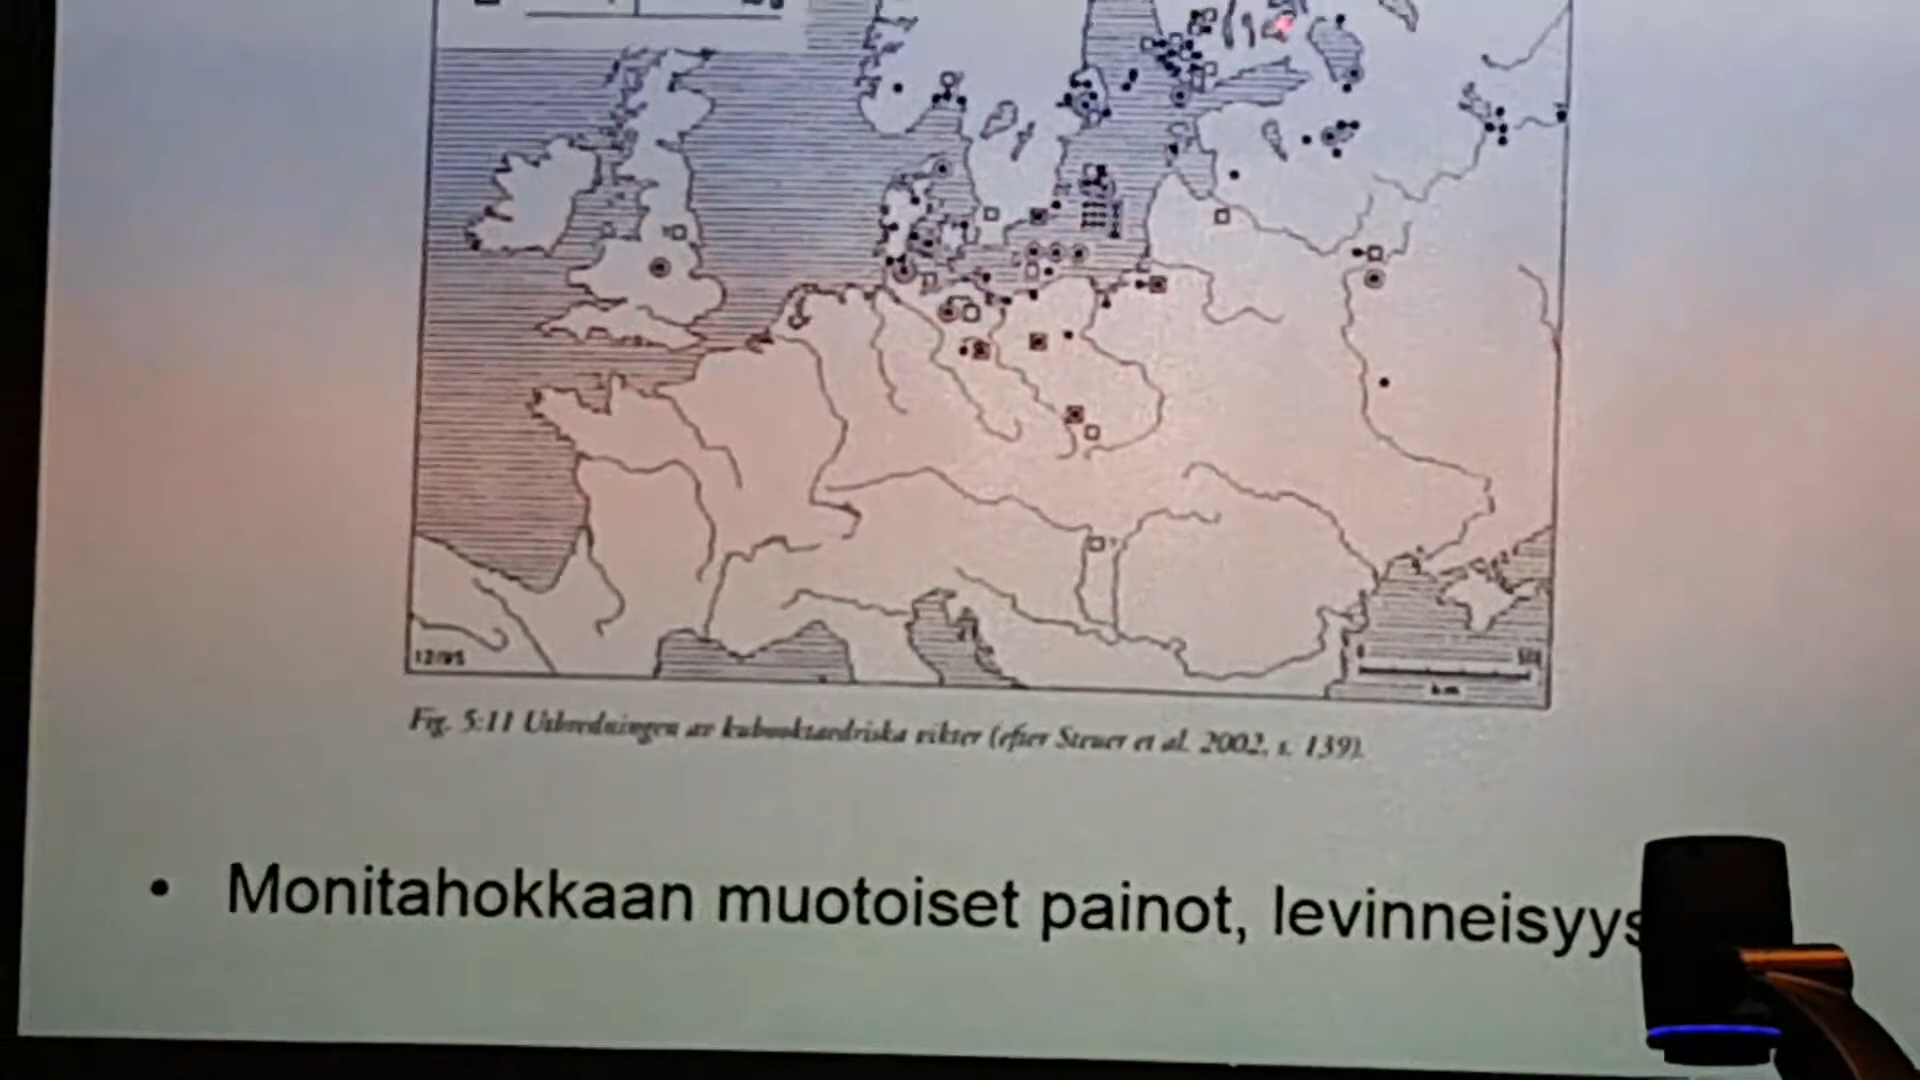 12/95
km
Fig. 5:11 Utbredningen av kubooktaedriska vikter (efter Steuer et al. 2002, s. 139).
• Monitahokkaan muotoiset painot, levinneisyys